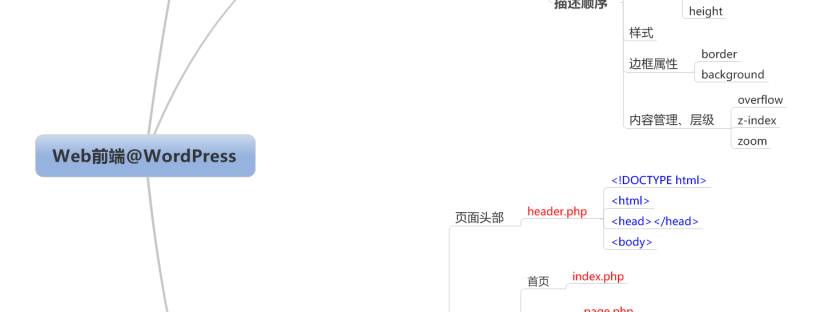 描述顺序
height
样式
边框属性
border
background
内容管理、层级
overflow
z-index
zoom
Web前端@WordPress
页面头部
header.php
<!DOCTYPE html>
<html>
<head></head>
<body>
首页
index.php
page.php